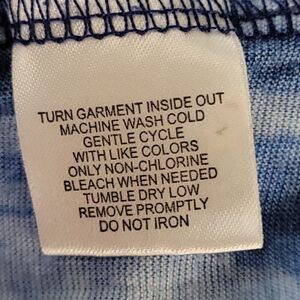 TURN GARMENT INSIDE OUT
MACHINE WASH COLD
GENTLE CYCLE
WITH LIKE COLORS
ONLY NON-CHLORINE
BLEACH WHEN NEEDED
TUMBLE DRY LOW
REMOVE PROMPTLY
DO NOT IRON